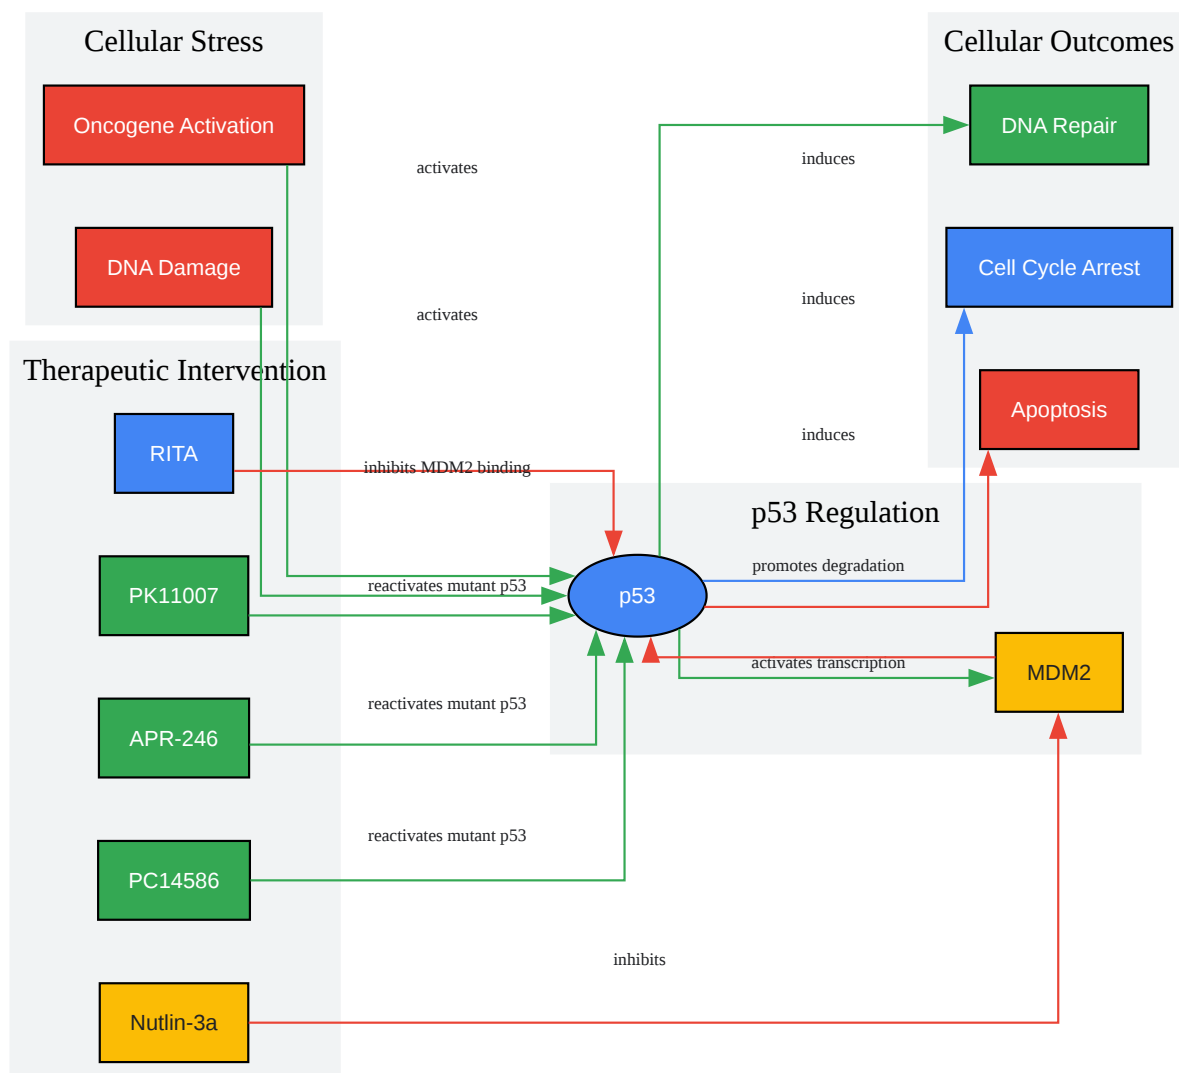 Cellular Stress
Cellular Outcomes
Oncogene Activation
DNA Repair
activates
induces
DNA Damage
Cell Cycle Arrest
activates
induces
Therapeutic Intervention
Apoptosis
induces
RITA
inhibits MDM2 binding
p53 Regulation
promotes degradation
PK11007
reactivates mutant p53
p53
activates transcription
MDM2
reactivates mutant p53
APR-246
reactivates mutant p53
PC14586
inhibits
Nutlin-3a